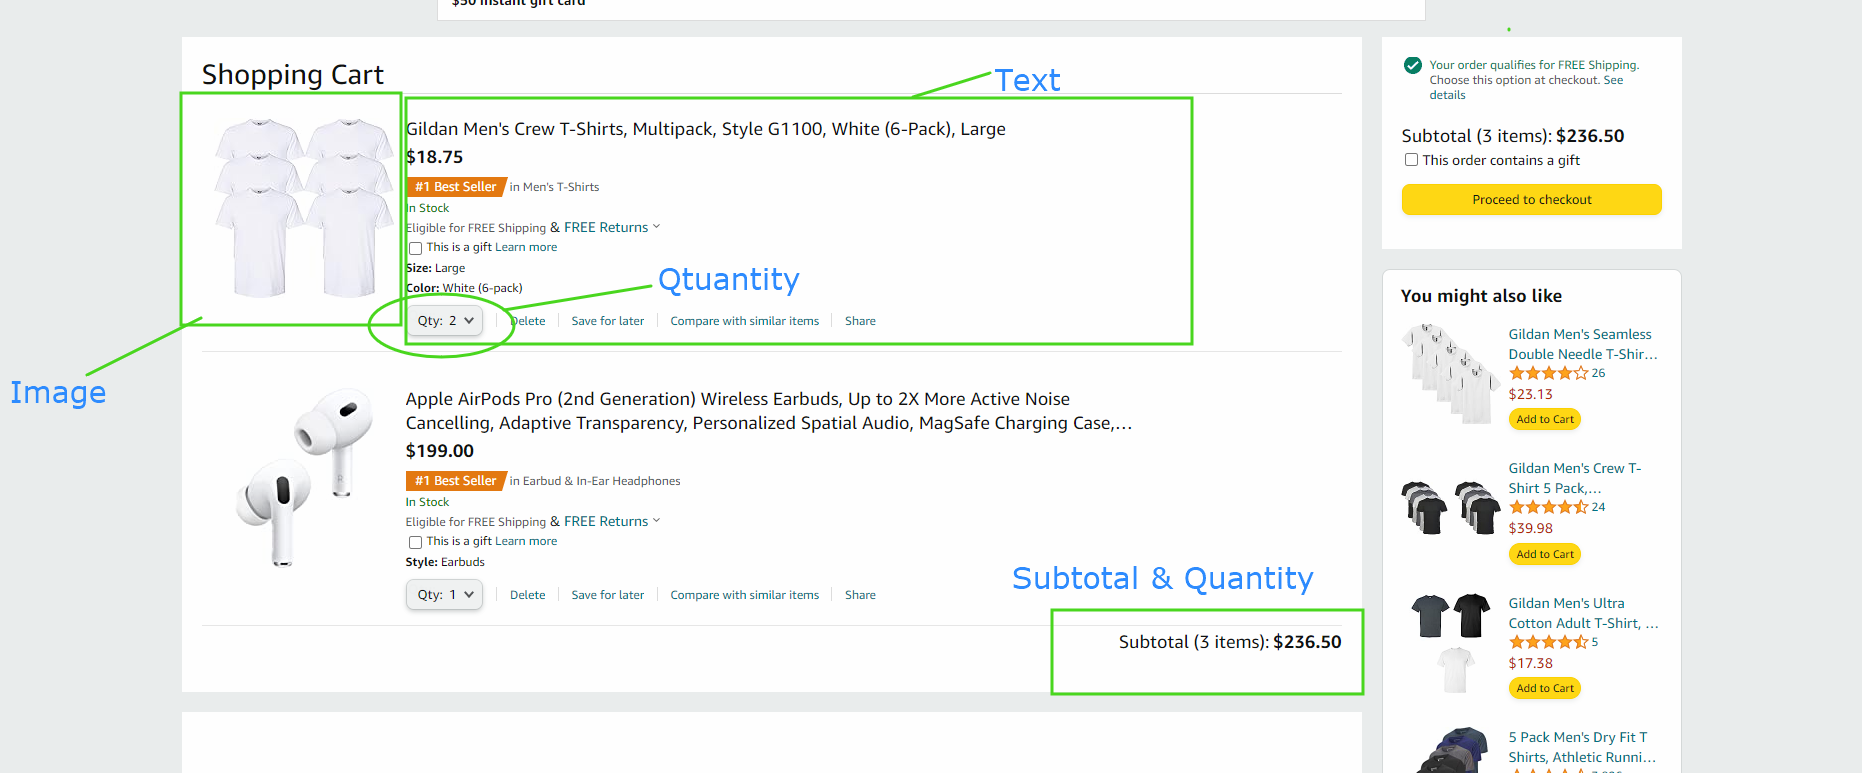 $50 instant gift card
Shopping Cart
Text
Gildan Men's Crew T-Shirts, Multipack, Style G1100, White (6-Pack), Large
$18.75
#1 Best Seller in Men's T-Shirts
In Stock
Eligible for FREE Shipping & FREE Returns
This is a gift Learn more
Size: Large
Color: White (6-pack)
Qtuantity
Qty: 2 Delete Save for later Compare with similar items Share
Image
Apple AirPods Pro (2nd Generation) Wireless Earbuds, Up to 2X More Active Noise
Cancelling, Adaptive Transparency, Personalized Spatial Audio, MagSafe Charging Case,…
$199.00
#1 Best Seller in Earbud & In-Ear Headphones
In Stock
Eligible for FREE Shipping & FREE Returns
This is a gift Learn more
Style: Earbuds
Qty: 1 Delete Save for later Compare with similar items Share
Subtotal & Quantity
Subtotal (3 items): $236.50
Your order qualifies for FREE Shipping.
Choose this option at checkout. See
details
Subtotal (3 items): $236.50
This order contains a gift
Proceed to checkout
You might also like
Gildan Men's Seamless
Double Needle T-Shir…
26
$23.13
Add to Cart
Gildan Men's Crew T-
Shirt 5 Pack,…
24
$39.98
Add to Cart
Gildan Men's Ultra
Cotton Adult T-Shirt, …
5
$17.38
Add to Cart
5 Pack Men's Dry Fit T
Shirts, Athletic Runni…